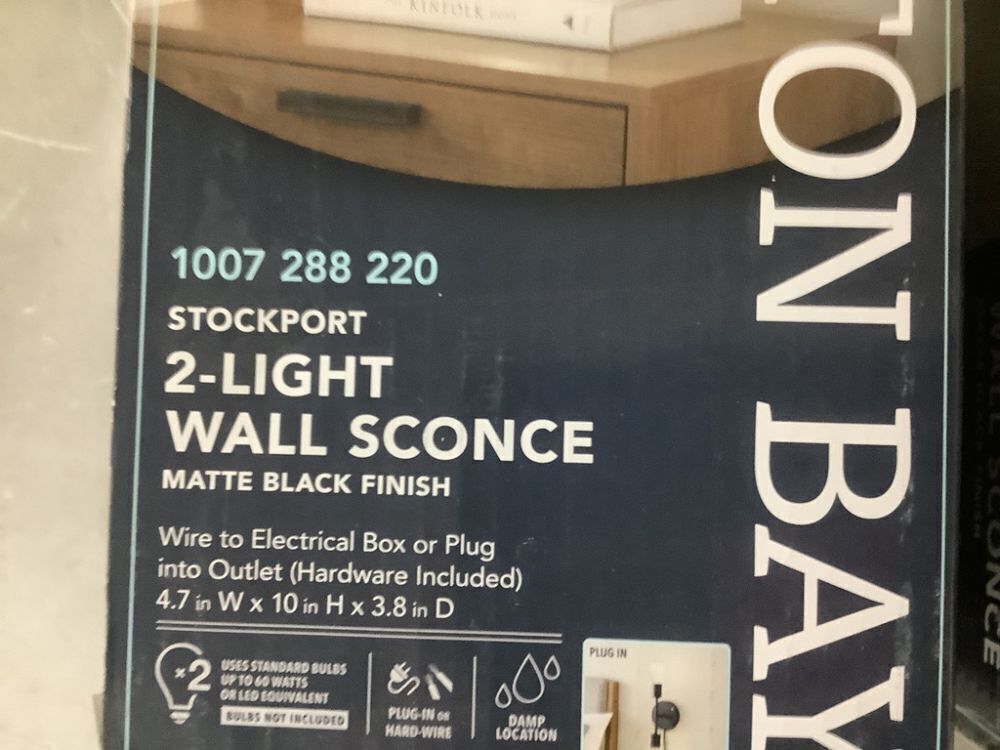 KINFOLK
TON BAY
1007 288 220
STOCKPORT
2-LIGHT
WALL SCONCE
MATTE BLACK FINISH
Wire to Electrical Box or Plug
into Outlet (Hardware Included)
4.7 in W x 10 in H x 3.8 in D
x2
USES STANDARD BULBS
UP TO 60 WATTS
OR LED EQUIVALENT
BULBS NOT INCLUDED
PLUG-IN OR
HARD-WIRE
DAMP
LOCATION
PLUG IN